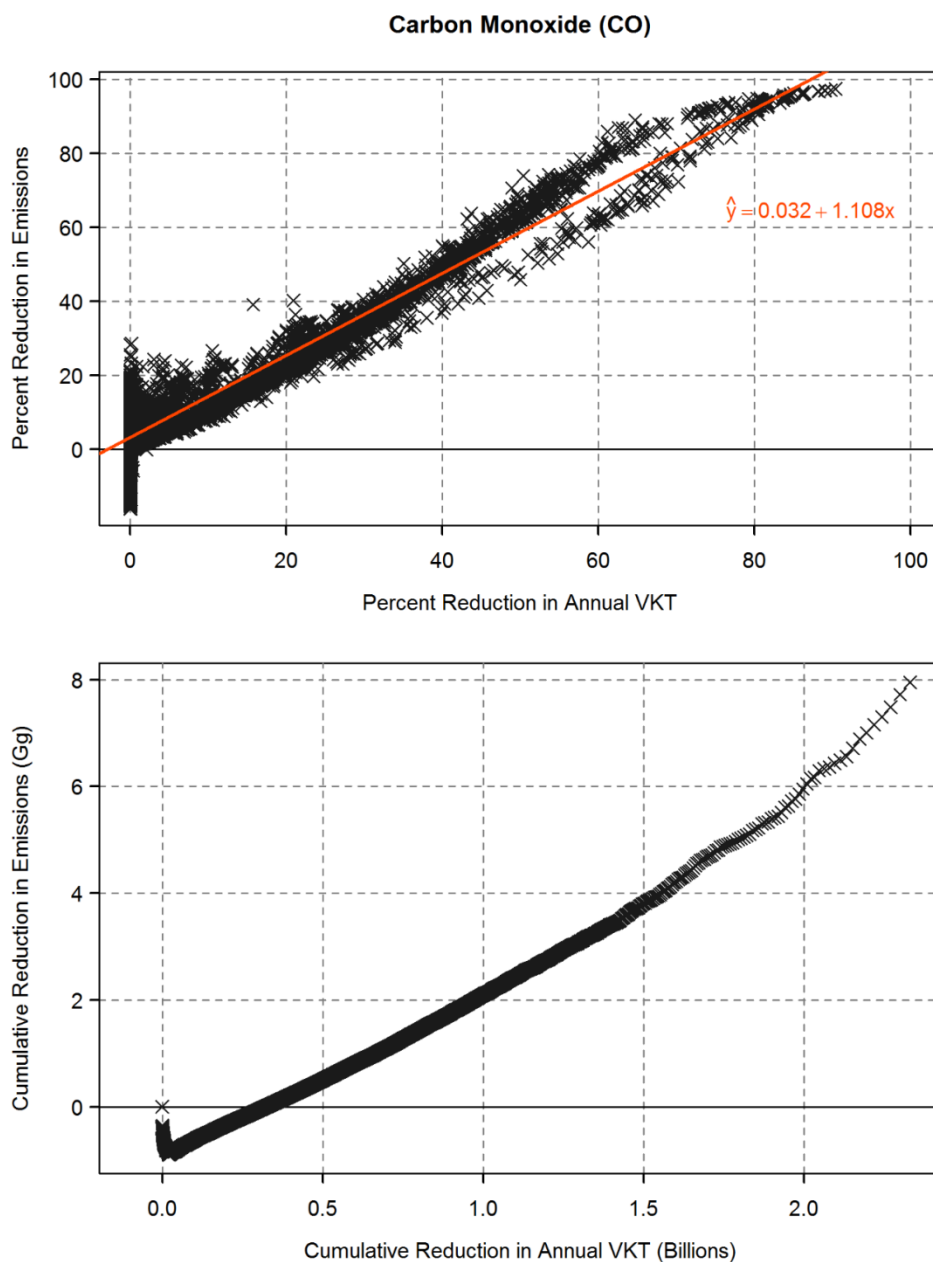 Carbon Monoxide (CO)
100
80
60
40
20
0
Percent Reduction in Emissions
ŷ = 0.032 + 1.108x
0 20 40 60 80 100
Percent Reduction in Annual VKT
8
6
4
2
0
Cumulative Reduction in Emissions (Gg)
0.0 0.5 1.0 1.5 2.0
Cumulative Reduction in Annual VKT (Billions)